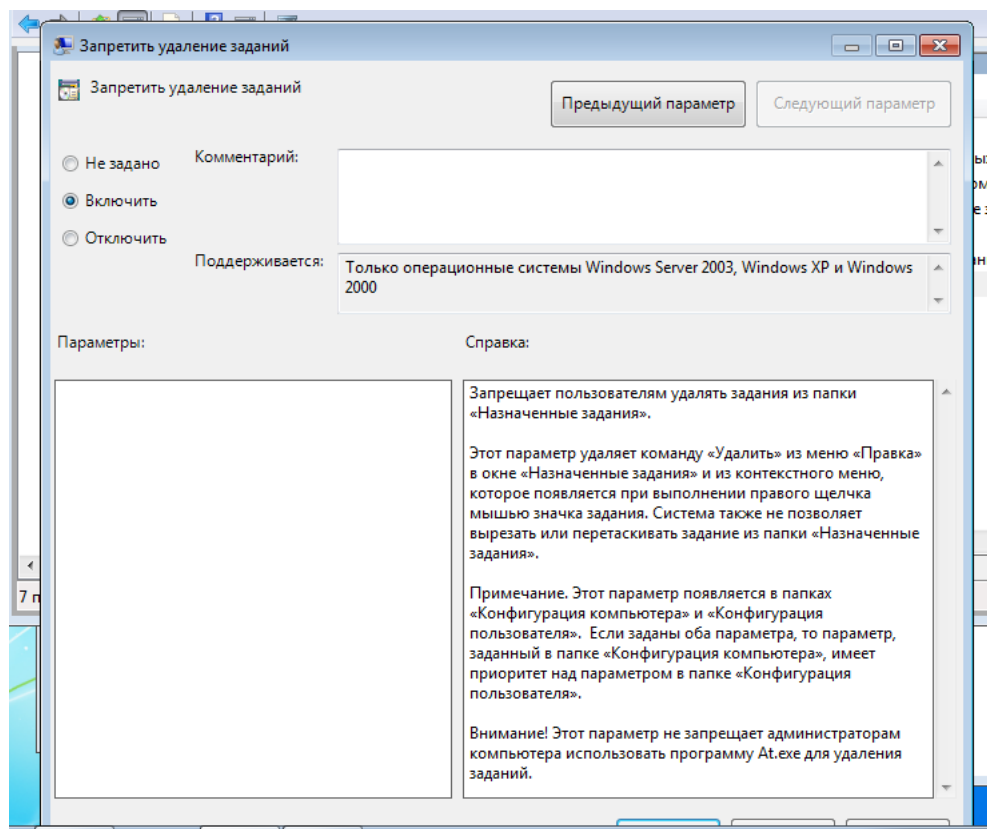 Запретить удаление заданий
Запретить удаление заданий
Предыдущий параметр
Следующий параметр
Не задано
Комментарий:
Включить
Отключить
Поддерживается:
Только операционные системы Windows Server 2003, Windows XP и Windows
2000
Параметры:
Справка:
Запрещает пользователям удалять задания из папки
«Назначенные задания».
Этот параметр удаляет команду «Удалить» из меню «Правка»
в окне «Назначенные задания» и из контекстного меню,
которое появляется при выполнении правого щелчка
мышью значка задания. Система также не позволяет
вырезать или перетаскивать задание из папки «Назначенные
задания».
Примечание. Этот параметр появляется в папках
«Конфигурация компьютера» и «Конфигурация
пользователя».  Если заданы оба параметра, то параметр,
заданный в папке «Конфигурация компьютера», имеет
приоритет над параметром в папке «Конфигурация
пользователя».
Внимание! Этот параметр не запрещает администраторам
компьютера использовать программу At.exe для удаления
заданий.